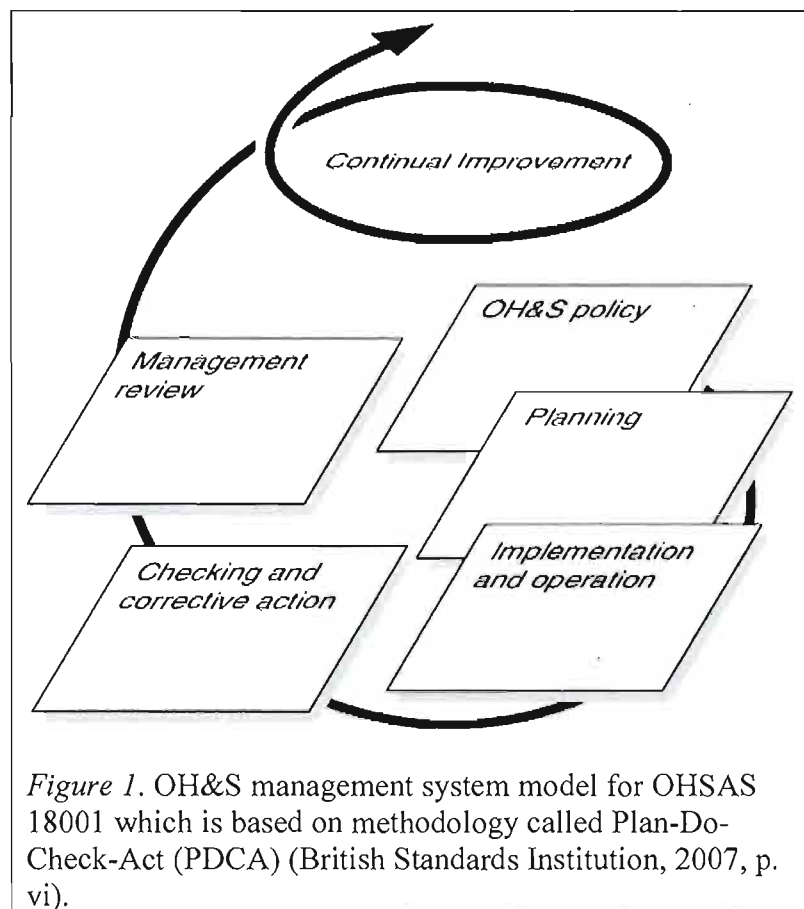 Continual Improvement
OH&S policy
Management
review
Planning
Implementation
and operation
Checking and
corrective action
Figure 1. OH&S management system model for OHSAS
18001 which is based on methodology called Plan-Do-
Check-Act (PDCA) (British Standards Institution, 2007, p.
vi).